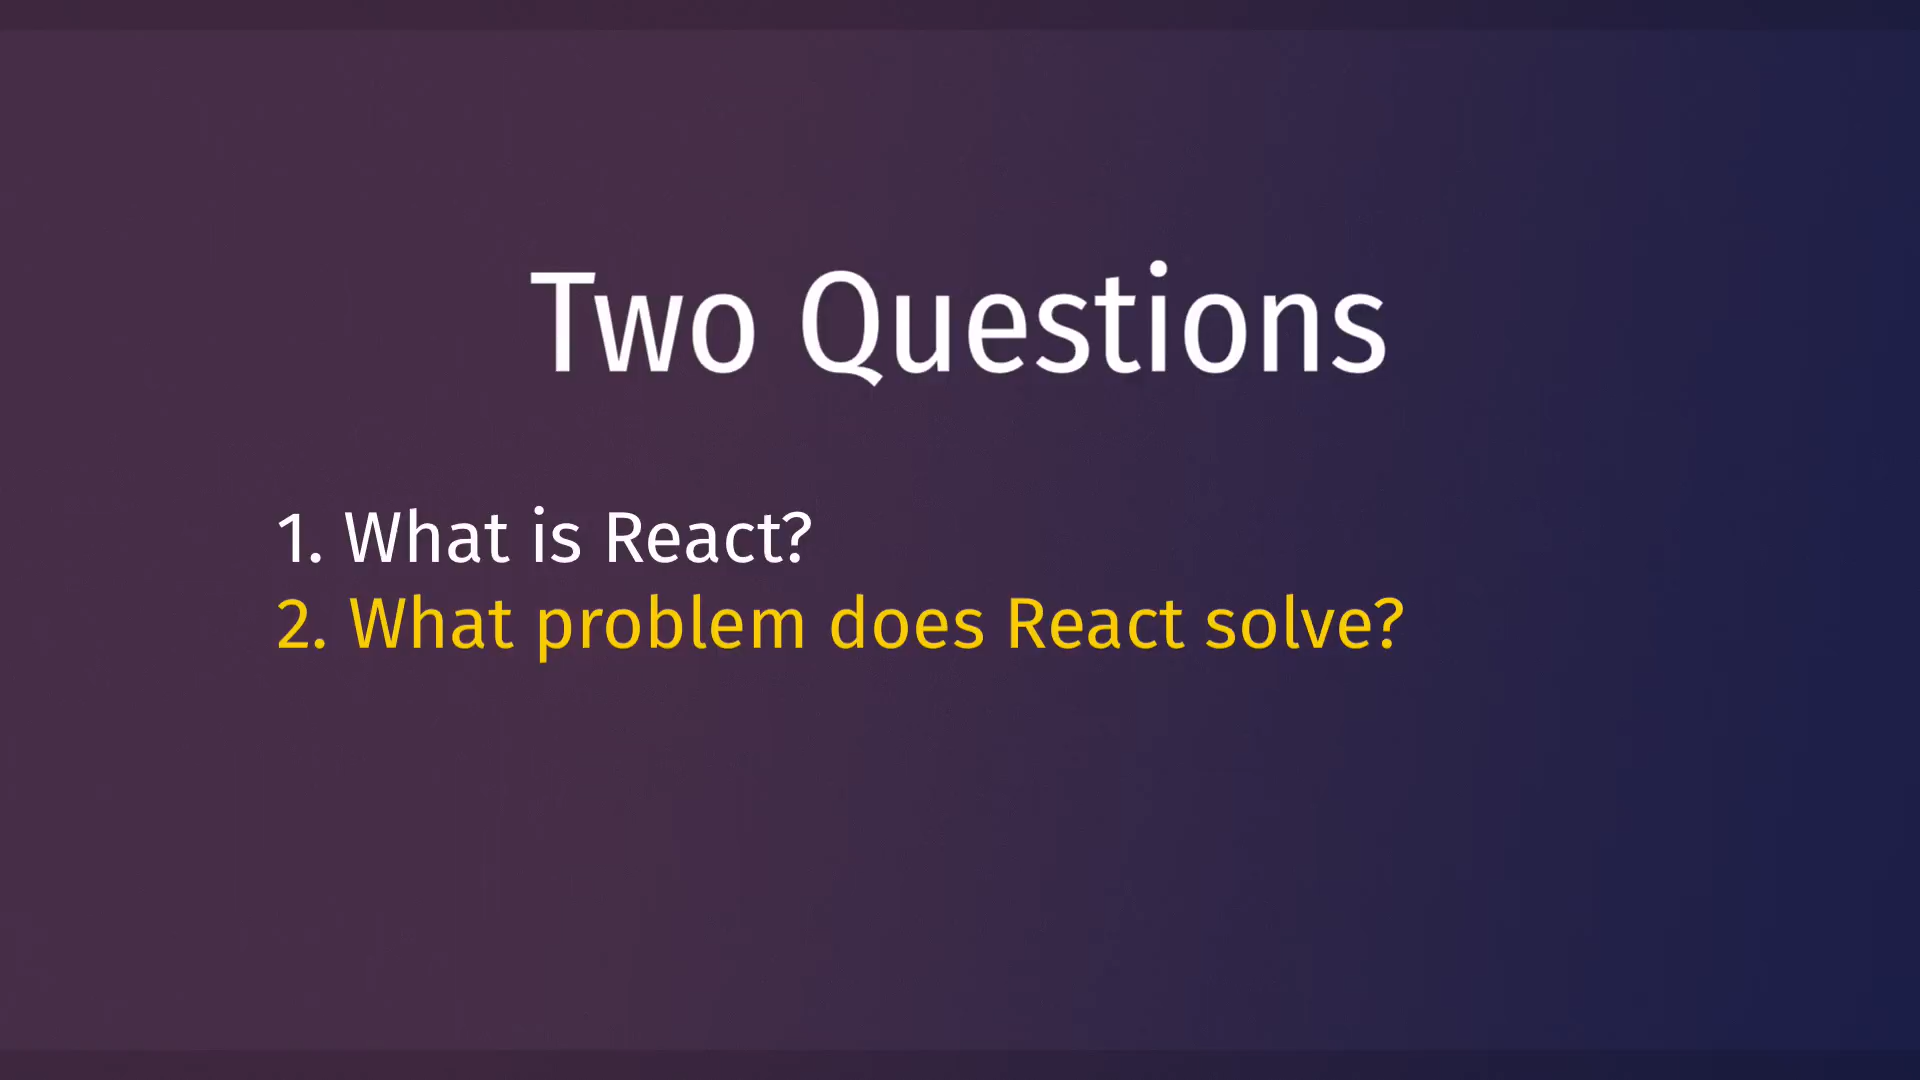 Two Questions
1. What is React?
2. What problem does React solve?